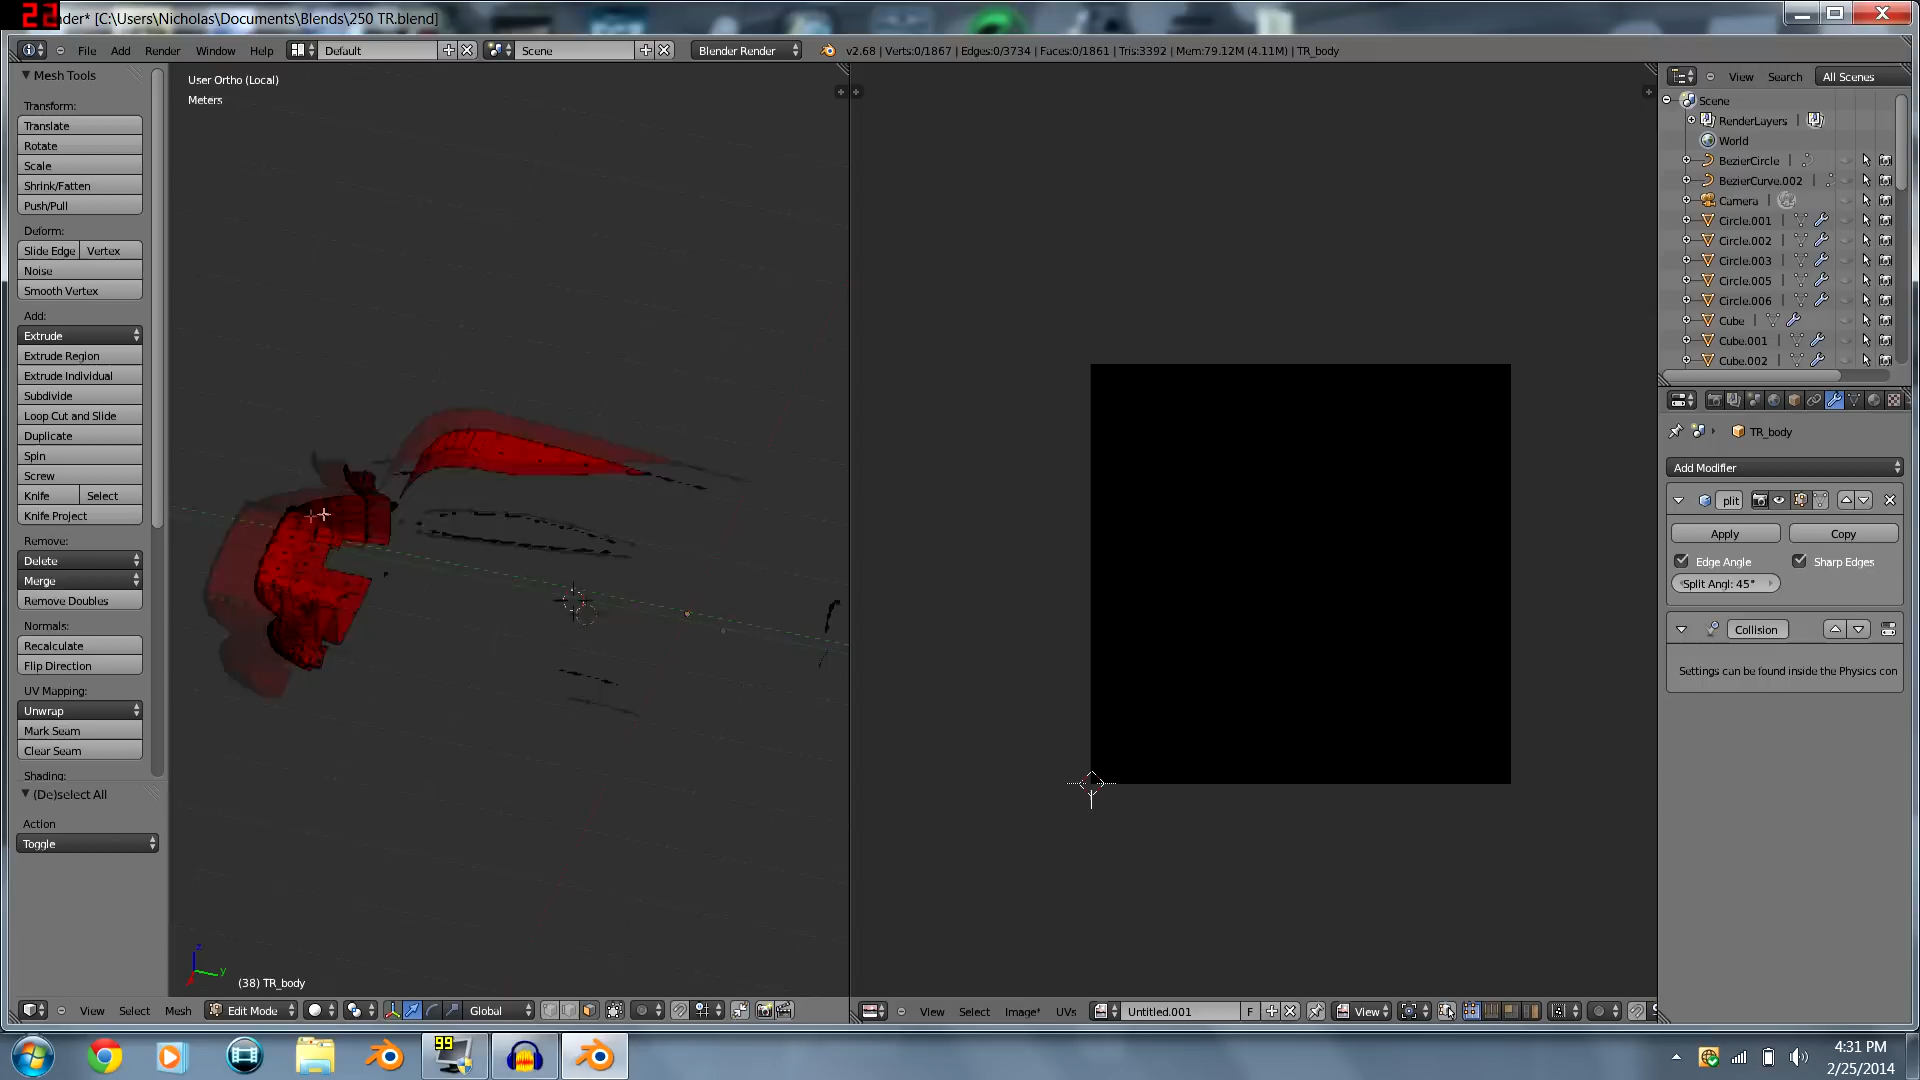 22
nder* [C:\Users\Nicholas\Documents\Blends\250 TR.blend]
File Add Render Window Help
Default
Scene
Blender Render
v2.68 | Verts:0/1867 | Edges:0/3734 | Faces:0/1861 | Tris:3392 | Mem:79.12M (4.11M) | TR_body
Mesh Tools
Transform:
Translate
Rotate
Scale
Shrink/Fatten
Push/Pull
Deform:
Slide Edge Vertex
Noise
Smooth Vertex
Add:
Extrude
Extrude Region
Extrude Individual
Subdivide
Loop Cut and Slide
Duplicate
Spin
Screw
Knife Select
Knife Project
Remove:
Delete
Merge
Remove Doubles
Normals:
Recalculate
Flip Direction
UV Mapping:
Unwrap
Mark Seam
Clear Seam
Shading:
(De)select All
Action
Toggle
User Ortho (Local)
Meters
z
y
(38) TR_body
View Select Mesh
Edit Mode
Global
View Select Image* UVs
Untitled.001
F
View
View Search All Scenes
Scene
RenderLayers
World
BezierCircle
BezierCurve.002
Camera
Circle.001
Circle.002
Circle.003
Circle.005
Circle.006
Cube
Cube.001
Cube.002
TR_body
Add Modifier
plit
Apply Copy
Edge Angle Sharp Edges
Split Angl: 45°
Collision
Settings can be found inside the Physics con
99
4:31 PM
2/25/2014